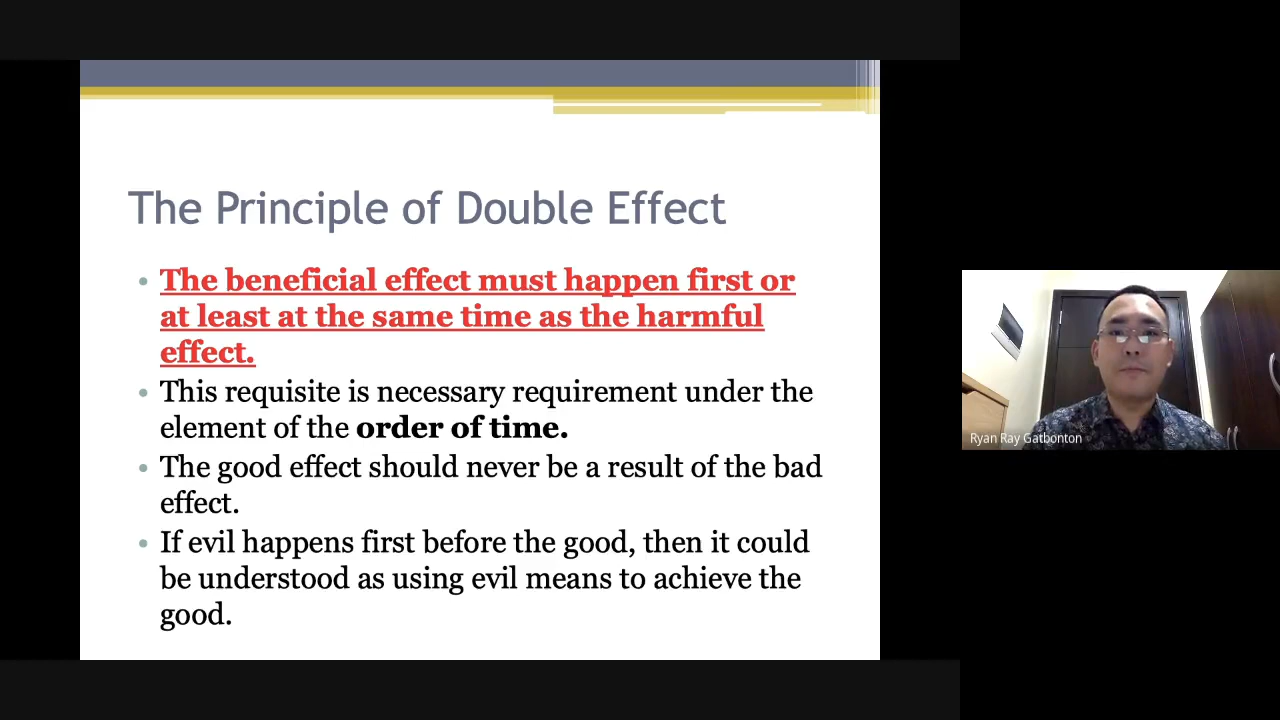 The Principle of Double Effect
• The beneficial effect must happen first or
at least at the same time as the harmful
effect.
• This requisite is necessary requirement under the
element of the order of time.
• The good effect should never be a result of the bad
effect.
• If evil happens first before the good, then it could
be understood as using evil means to achieve the
good.
Ryan Ray Gatbonton